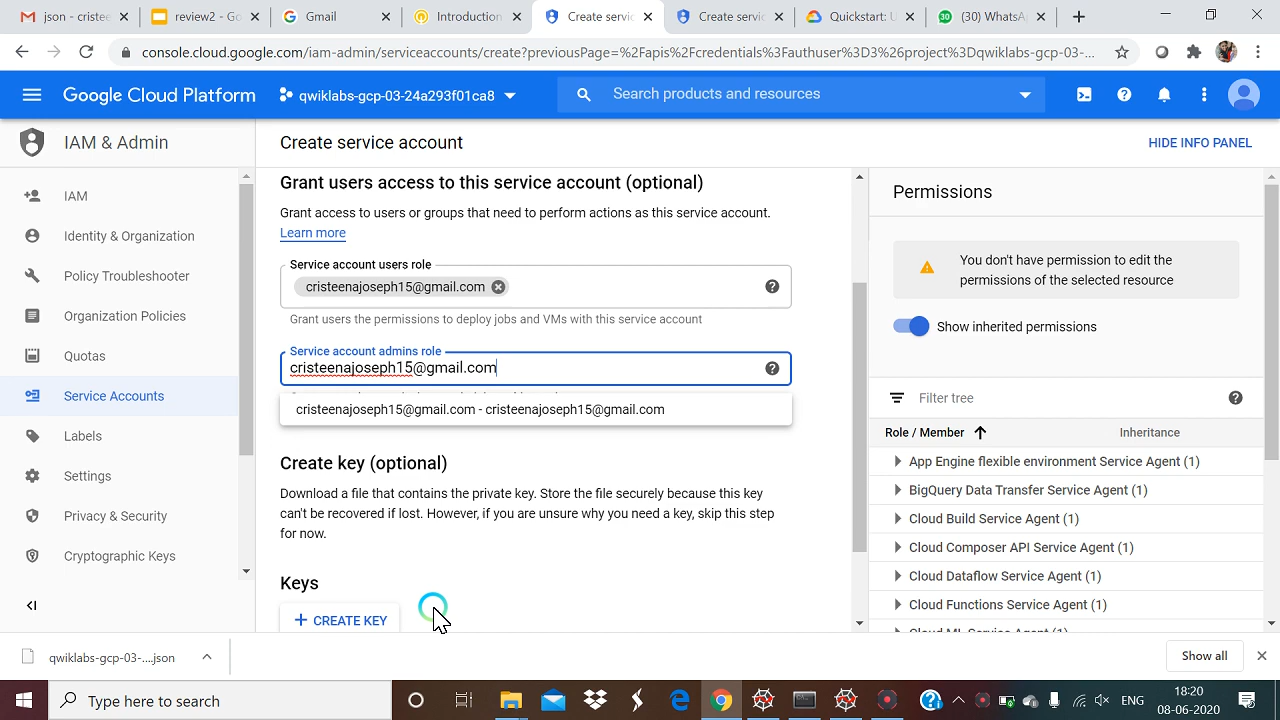 json - cristee
review2 - Go
Gmail
Introduction
Create servic
Create servic
Quickstart: U
(30) WhatsA
console.cloud.google.com/iam-admin/serviceaccounts/create?previousPage=%2Fapis%2Fcredentials%3Fauthuser%3D3%26project%3Dqwiklabs-gcp-03-...
Google Cloud Platform
qwiklabs-gcp-03-24a293f01ca8
Search products and resources
IAM & Admin
Create service account
HIDE INFO PANEL
IAM
Identity & Organization
Policy Troubleshooter
Organization Policies
Quotas
Service Accounts
Labels
Settings
Privacy & Security
Cryptographic Keys
Grant users access to this service account (optional)
Grant access to users or groups that need to perform actions as this service account.
Learn more
Service account users role
cristeenajoseph15@gmail.com
Grant users the permissions to deploy jobs and VMs with this service account
Service account admins role
cristeenajoseph15@gmail.com
cristeenajoseph15@gmail.com - cristeenajoseph15@gmail.com
Create key (optional)
Download a file that contains the private key. Store the file securely because this key
can't be recovered if lost. However, if you are unsure why you need a key, skip this step
for now.
Keys
+ CREATE KEY
Permissions
You don't have permission to edit the
permissions of the selected resource
Show inherited permissions
Filter tree
Role / Member
Inheritance
App Engine flexible environment Service Agent (1)
BigQuery Data Transfer Service Agent (1)
Cloud Build Service Agent (1)
Cloud Composer API Service Agent (1)
Cloud Dataflow Service Agent (1)
Cloud Functions Service Agent (1)
Cloud ML Service Agent (1)
qwiklabs-gcp-03-....json
Show all
Type here to search
ENG
18:20
08-06-2020